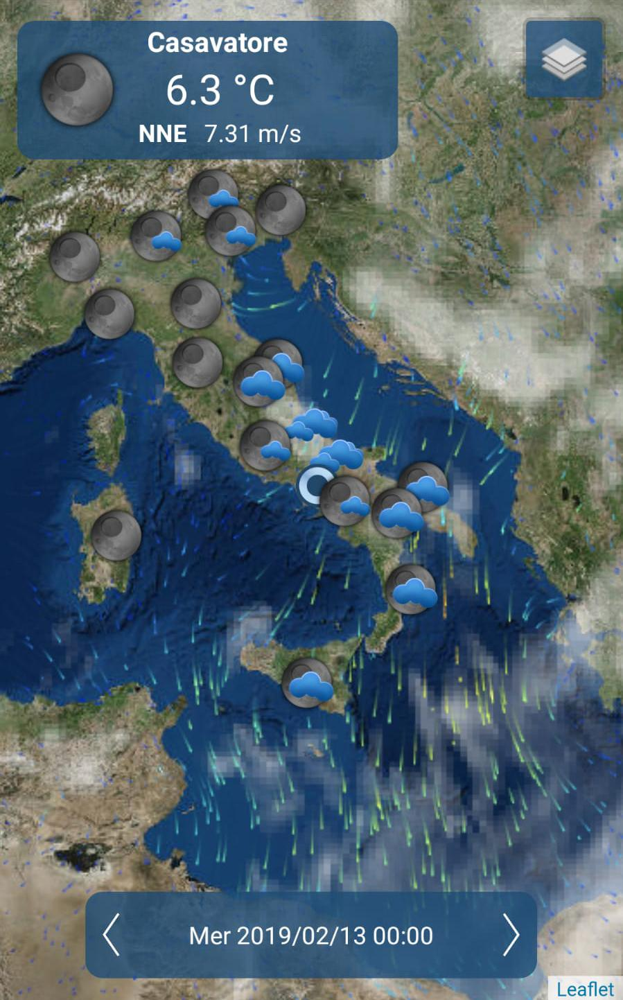 Casavatore
6.3 °C
NNE 7.31 m/s
Mer 2019/02/13 00:00
Leaflet